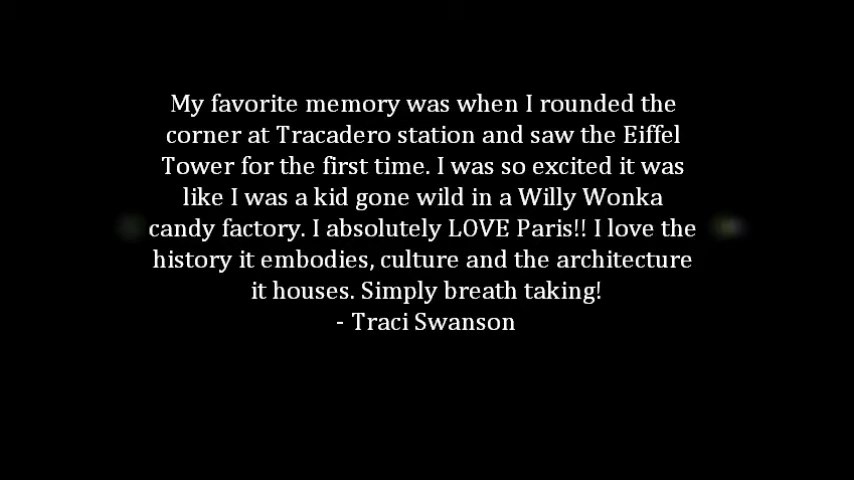 My favorite memory was when I rounded the
corner at Tracadero station and saw the Eiffel
Tower for the first time. I was so excited it was
like I was a kid gone wild in a Willy Wonka
candy factory. I absolutely LOVE Paris!! I love the
history it embodies, culture and the architecture
it houses. Simply breath taking!
- Traci Swanson